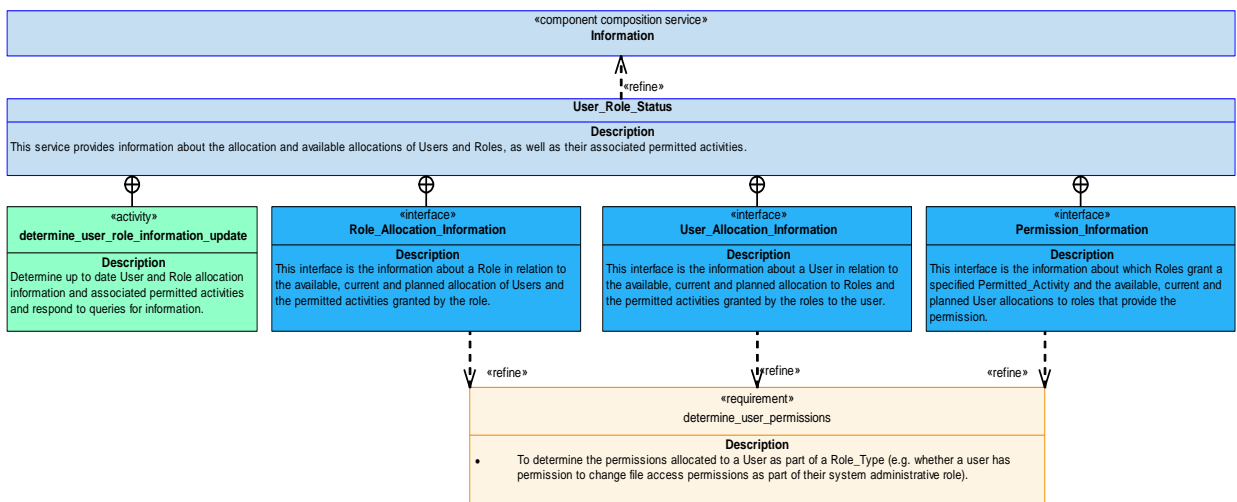 «component composition service»
Information
«refine»
User_Role_Status
Description
This service provides information about the allocation and available allocations of Users and Roles, as well as their associated permitted activities.
«activity»
determine_user_role_information_update
Description
Determine up to date User and Role allocation
information and associated permitted activities
and respond to queries for information.
«interface»
Role_Allocation_Information
Description
This interface is the information about a Role in relation to
the available, current and planned allocation of Users and
the permitted activities granted by the role.
«interface»
User_Allocation_Information
Description
This interface is the information about a User in relation to
the available, current and planned allocation to Roles and
the permitted activities granted by the roles to the user.
«interface»
Permission_Information
Description
This interface is the information about which Roles grant a
specified Permitted_Activity and the available, current and
planned User allocations to roles that provide the
permission.
«refine»
«refine»
«refine»
«requirement»
determine_user_permissions
Description
• To determine the permissions allocated to a User as part of a Role_Type (e.g. whether a user has
permission to change file access permissions as part of their system administrative role).